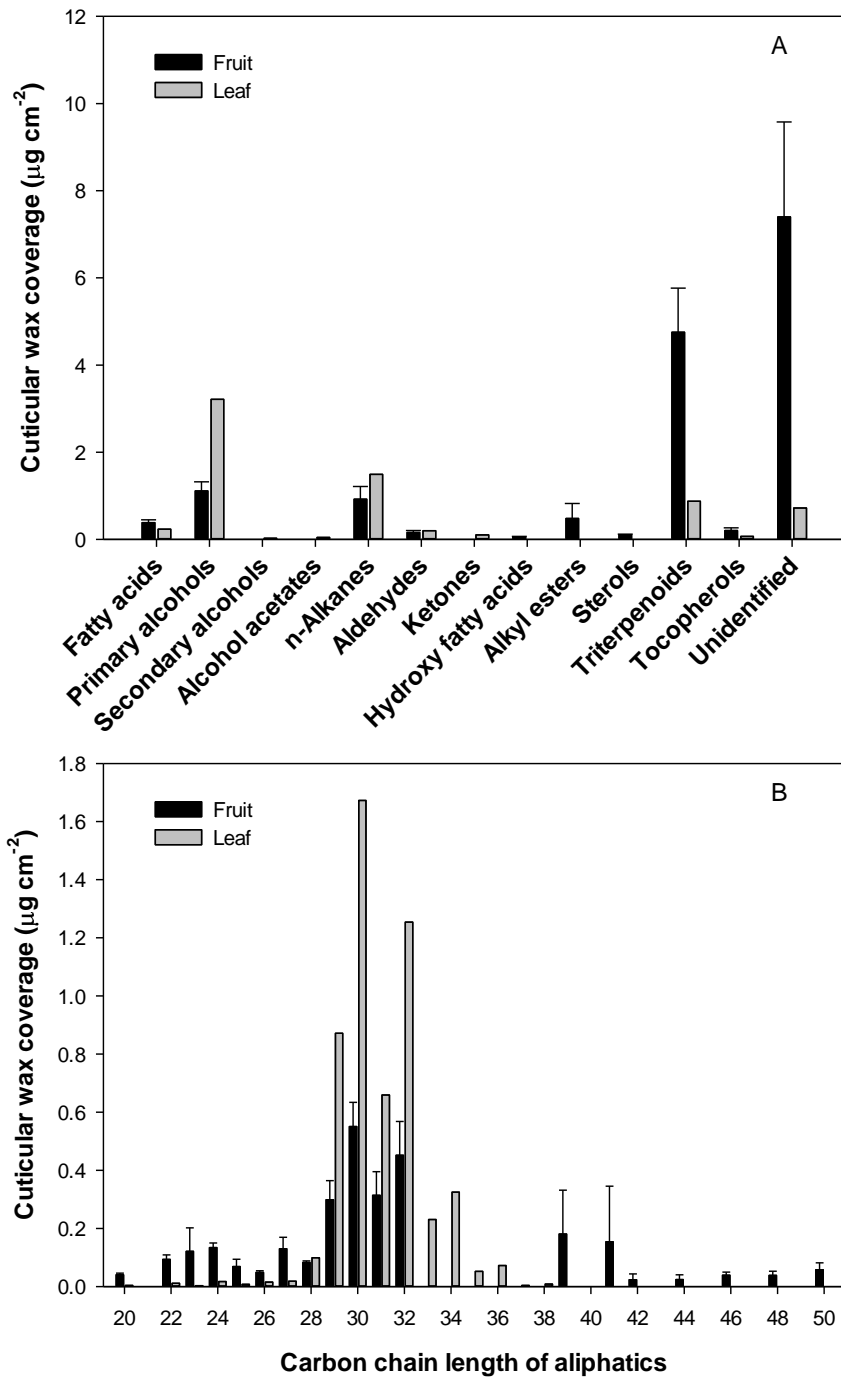 A
Fruit
Leaf
Cuticular wax coverage (μg cm-2)
12
10
8
6
4
2
0
Fatty acids
Primary alcohols
Secondary alcohols
Alcohol acetates
n-Alkanes
Aldehydes
Ketones
Hydroxy fatty acids
Alkyl esters
Sterols
Triterpenoids
Tocopherols
Unidentified
B
Fruit
Leaf
Cuticular wax coverage (μg cm-2)
1.8
1.6
1.4
1.2
1.0
0.8
0.6
0.4
0.2
0.0
20 22 24 26 28 30 32 34 36 38 40 42 44 46 48 50
Carbon chain length of aliphatics